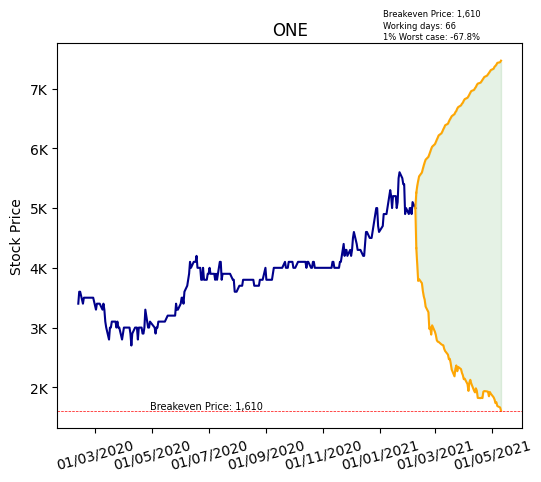 Breakeven Price: 1,610
Working days: 66
1% Worst case: -67.8%
ONE
Stock Price
7K
6K
5K
4K
3K
2K
Breakeven Price: 1,610
01/03/2020
01/05/2020
01/07/2020
01/09/2020
01/11/2020
01/01/2021
01/03/2021
01/05/2021